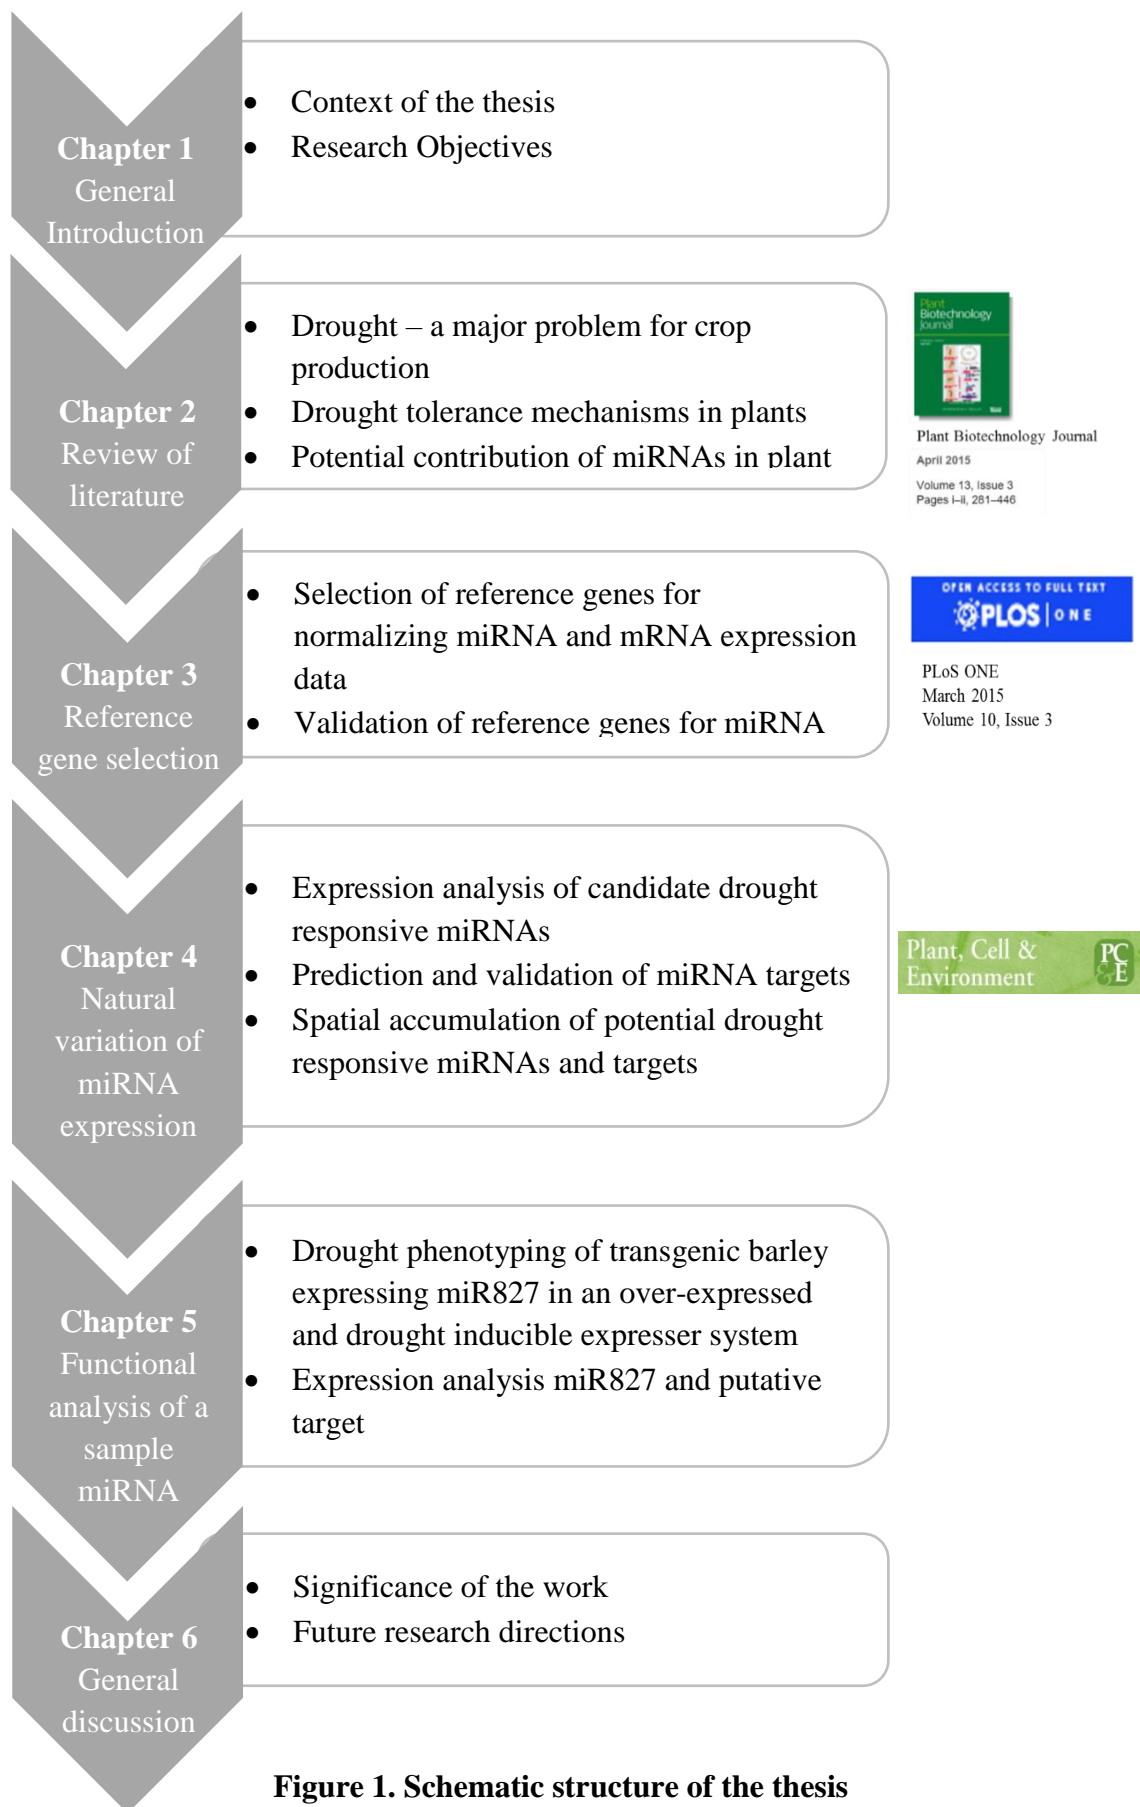 Chapter 1
General
Introduction
• Context of the thesis
• Research Objectives
Chapter 2
Review of
literature
• Drought – a major problem for crop
production
• Drought tolerance mechanisms in plants
• Potential contribution of miRNAs in plant
Plant
Biotechnology
Journal
Plant Biotechnology Journal
April 2015
Volume 13, Issue 3
Pages i–ii, 281–446
Chapter 3
Reference
gene selection
• Selection of reference genes for
normalizing miRNA and mRNA expression
data
• Validation of reference genes for miRNA
OPEN ACCESS TO FULL TEXT
PLOS | ONE
PLoS ONE
March 2015
Volume 10, Issue 3
Chapter 4
Natural
variation of
miRNA
expression
• Expression analysis of candidate drought
responsive miRNAs
• Prediction and validation of miRNA targets
• Spatial accumulation of potential drought
responsive miRNAs and targets
Plant, Cell &
Environment
PC
&E
Chapter 5
Functional
analysis of a
sample
miRNA
• Drought phenotyping of transgenic barley
expressing miR827 in an over-expressed
and drought inducible expresser system
• Expression analysis miR827 and putative
target
Chapter 6
General
discussion
• Significance of the work
• Future research directions
Figure 1. Schematic structure of the thesis